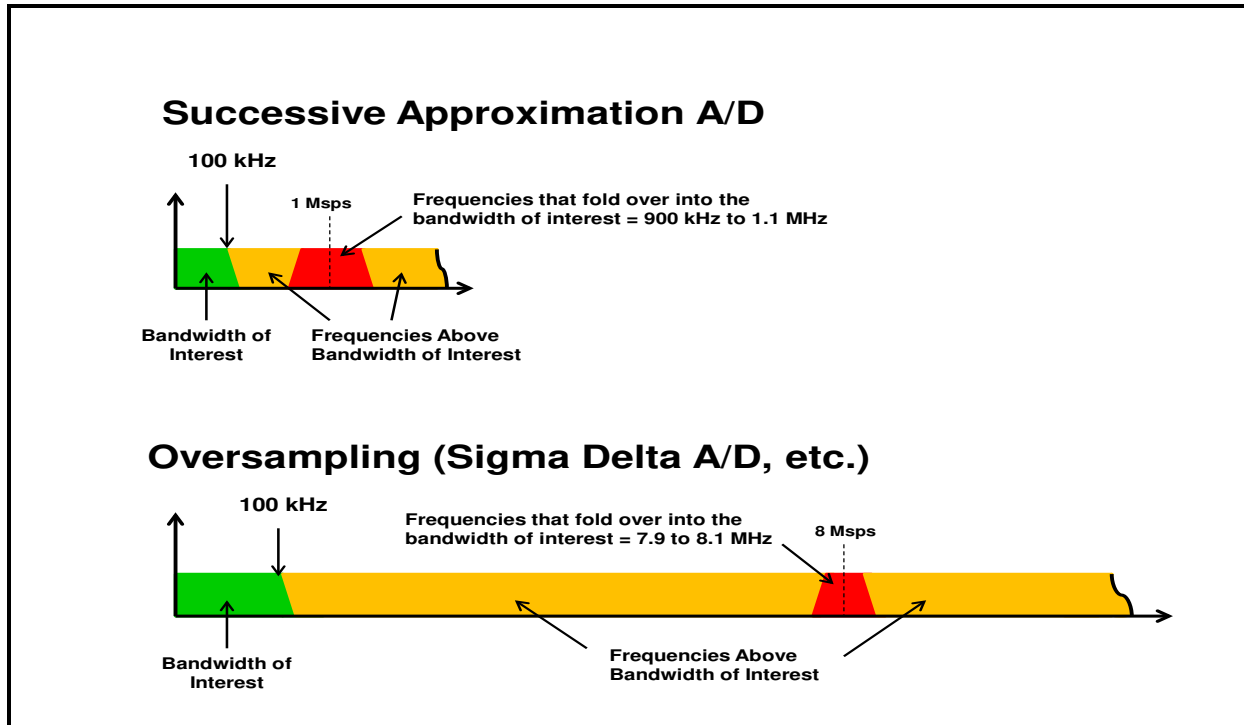 Successive Approximation A/D
100 kHz
1 Msps
Frequencies that fold over into the
bandwidth of interest = 900 kHz to 1.1 MHz
Bandwidth of
Interest
Frequencies Above
Bandwidth of Interest
Oversampling (Sigma Delta A/D, etc.)
100 kHz
Frequencies that fold over into the
bandwidth of interest = 7.9 to 8.1 MHz
8 Msps
Bandwidth of
Interest
Frequencies Above
Bandwidth of Interest